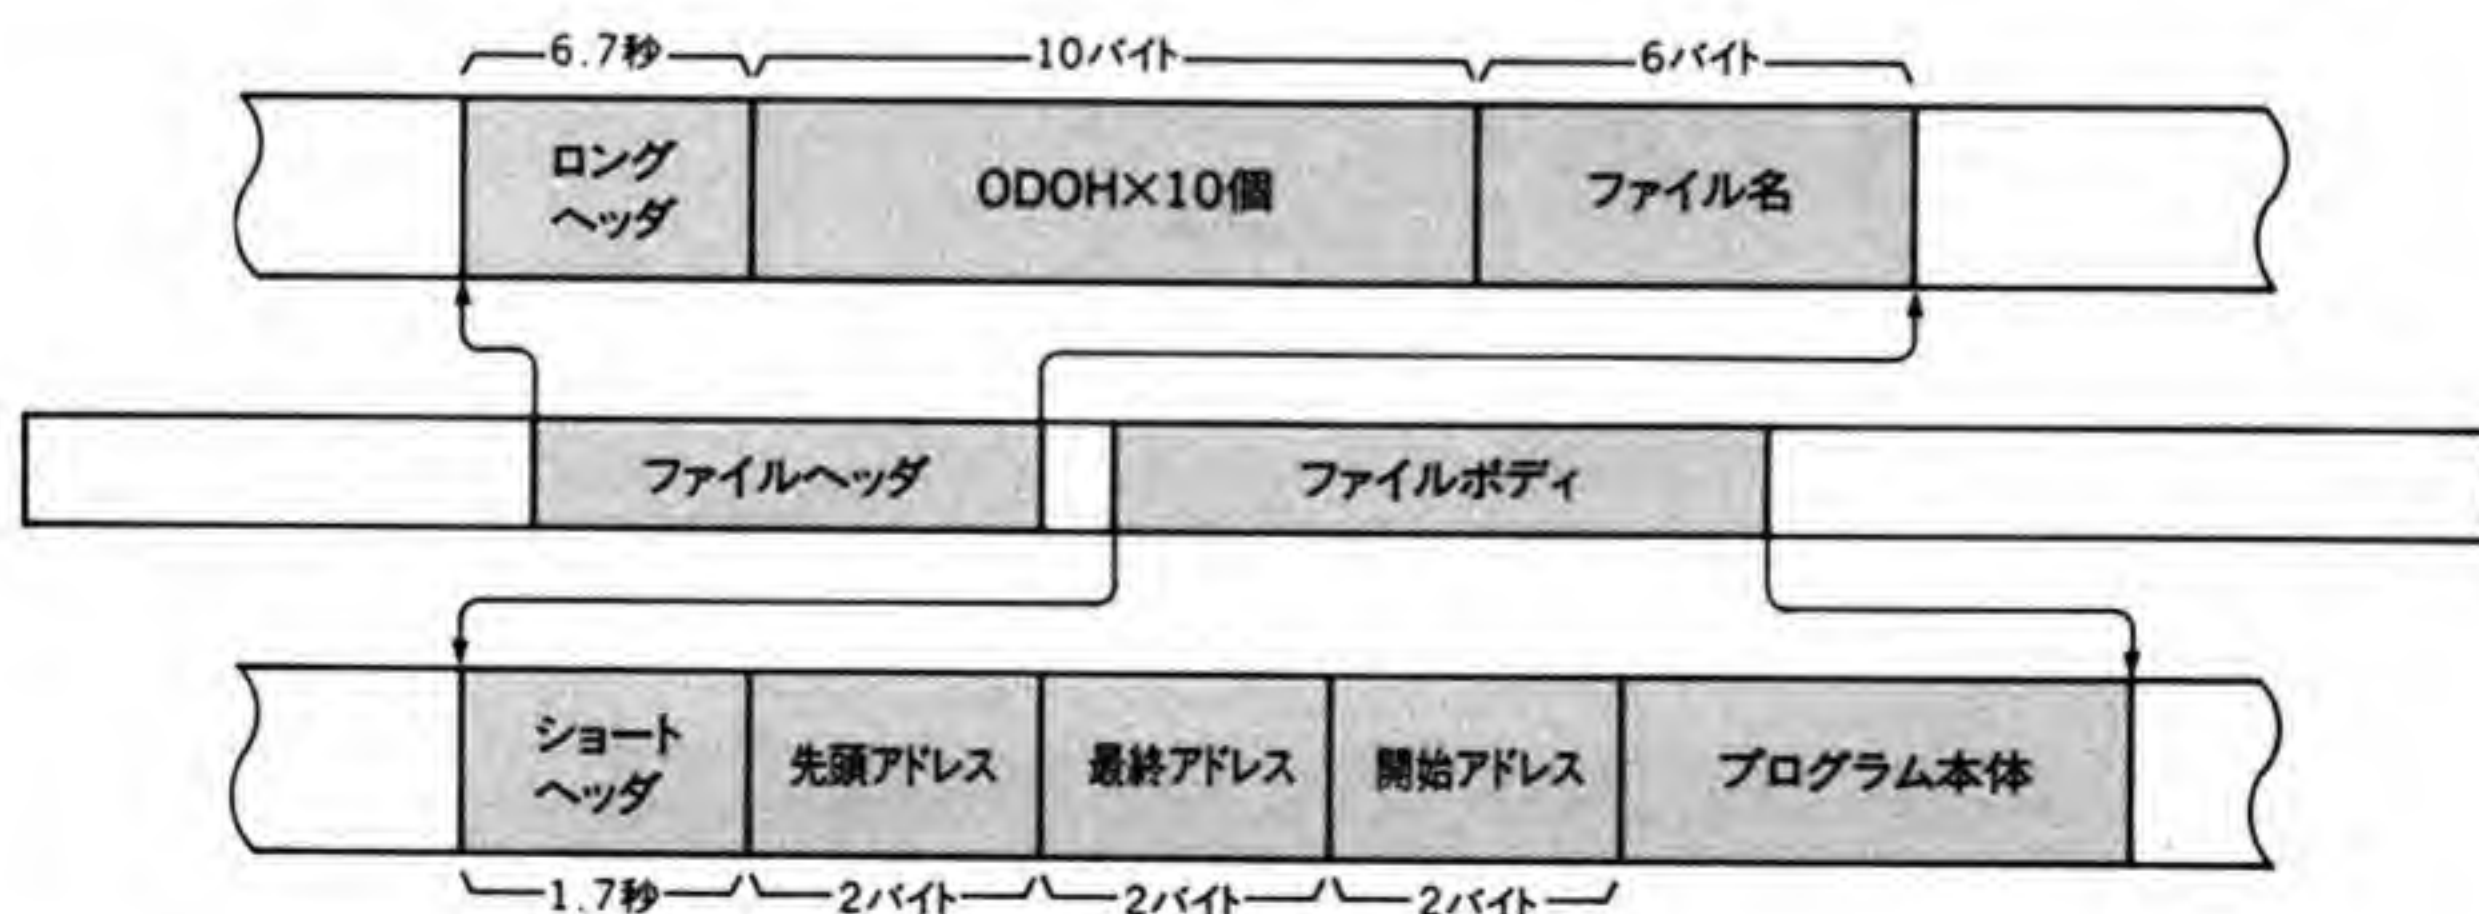 6.7秒
10バイト
6バイト
ロング
ヘッダ
0D0H×10個
ファイル名
ファイルヘッダ
ファイルボディ
ショート
ヘッダ
先頭アドレス
最終アドレス
開始アドレス
プログラム本体
1.7秒
2バイト
2バイト
2バイト